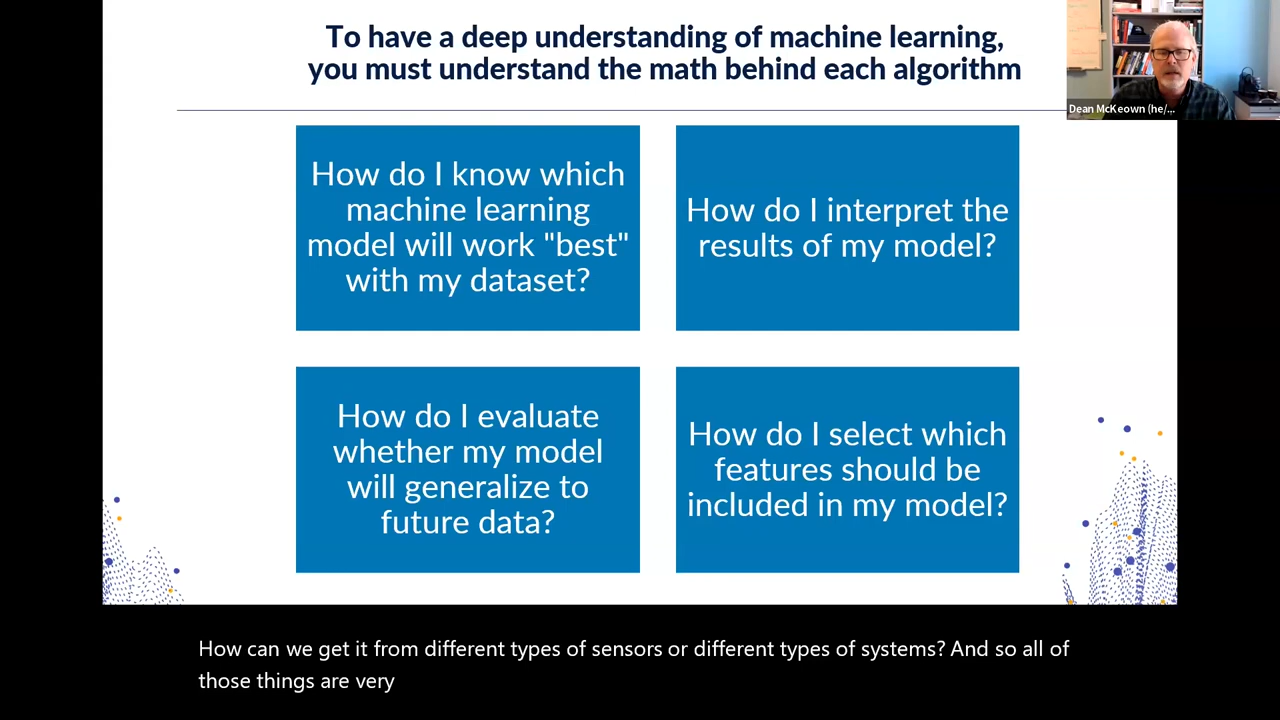 To have a deep understanding of machine learning,
you must understand the math behind each algorithm
Dean McKeown (he/...
How do I know which
machine learning
model will work "best"
with my dataset?
How do I interpret the
results of my model?
How do I evaluate
whether my model
will generalize to
future data?
How do I select which
features should be
included in my model?
How can we get it from different types of sensors or different types of systems? And so all of
those things are very